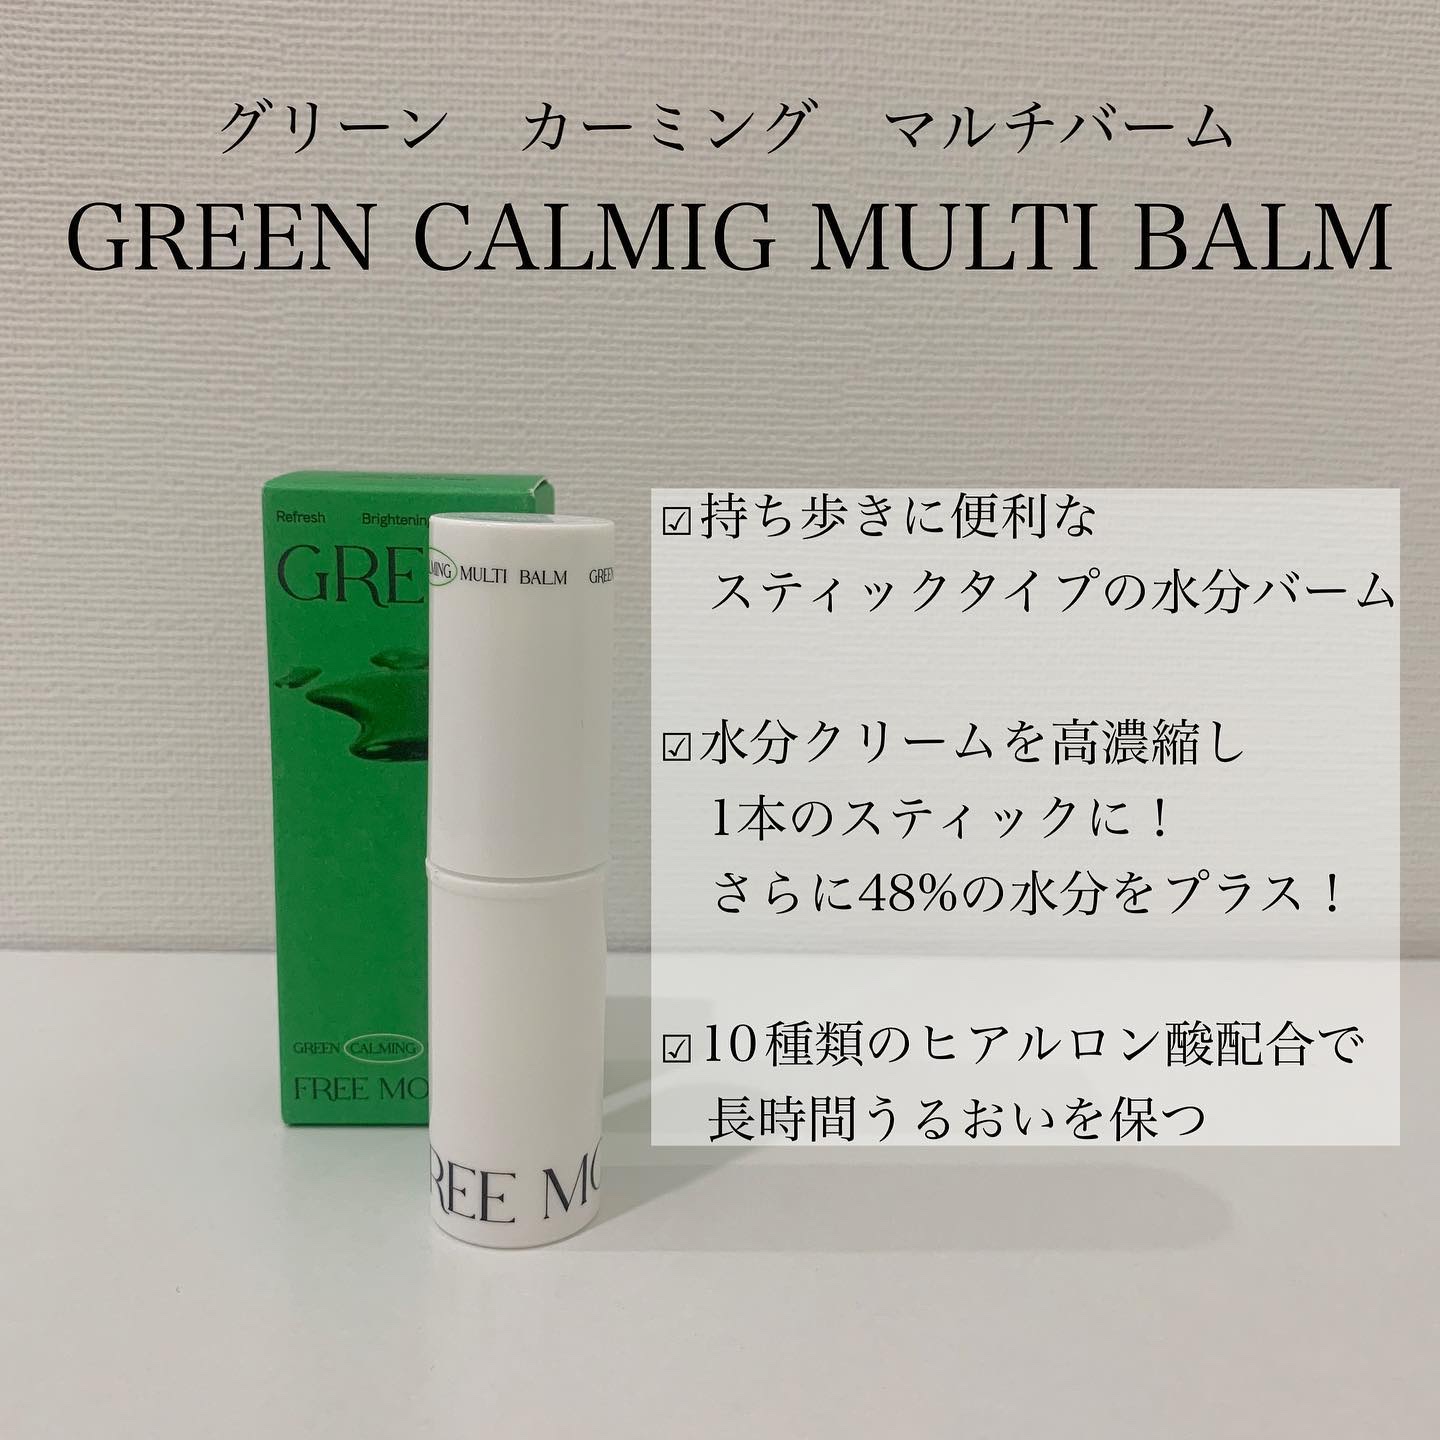 グリーン　カーミング　マルチバーム
GREEN CALMIG MULTI BALM
Refresh
GRE
MULTI BALM GREEN
☑持ち歩きに便利な
スティックタイプの水分バーム
☑水分クリームを高濃縮し
1本のスティックに！
さらに48%の水分をプラス！
☑10種類のヒアルロン酸配合で
長時間うるおいを保つ
GREEN CALMING
FREE MO
REE MO